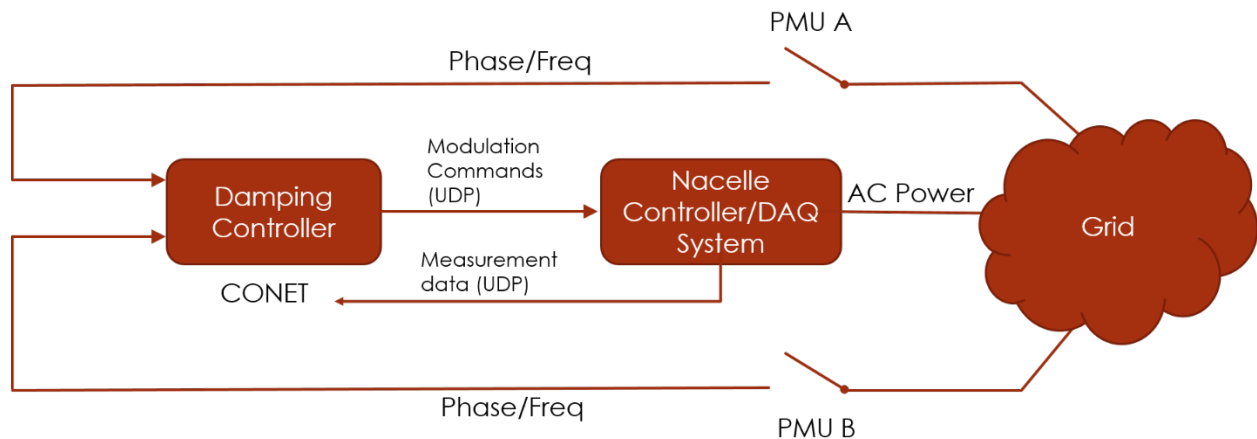 PMU A
Phase/Freq
Modulation
Commands
(UDP)
Damping
Controller
Nacelle
Controller/DAQ
System
AC Power
Grid
Measurement
data (UDP)
CONET
Phase/Freq
PMU B